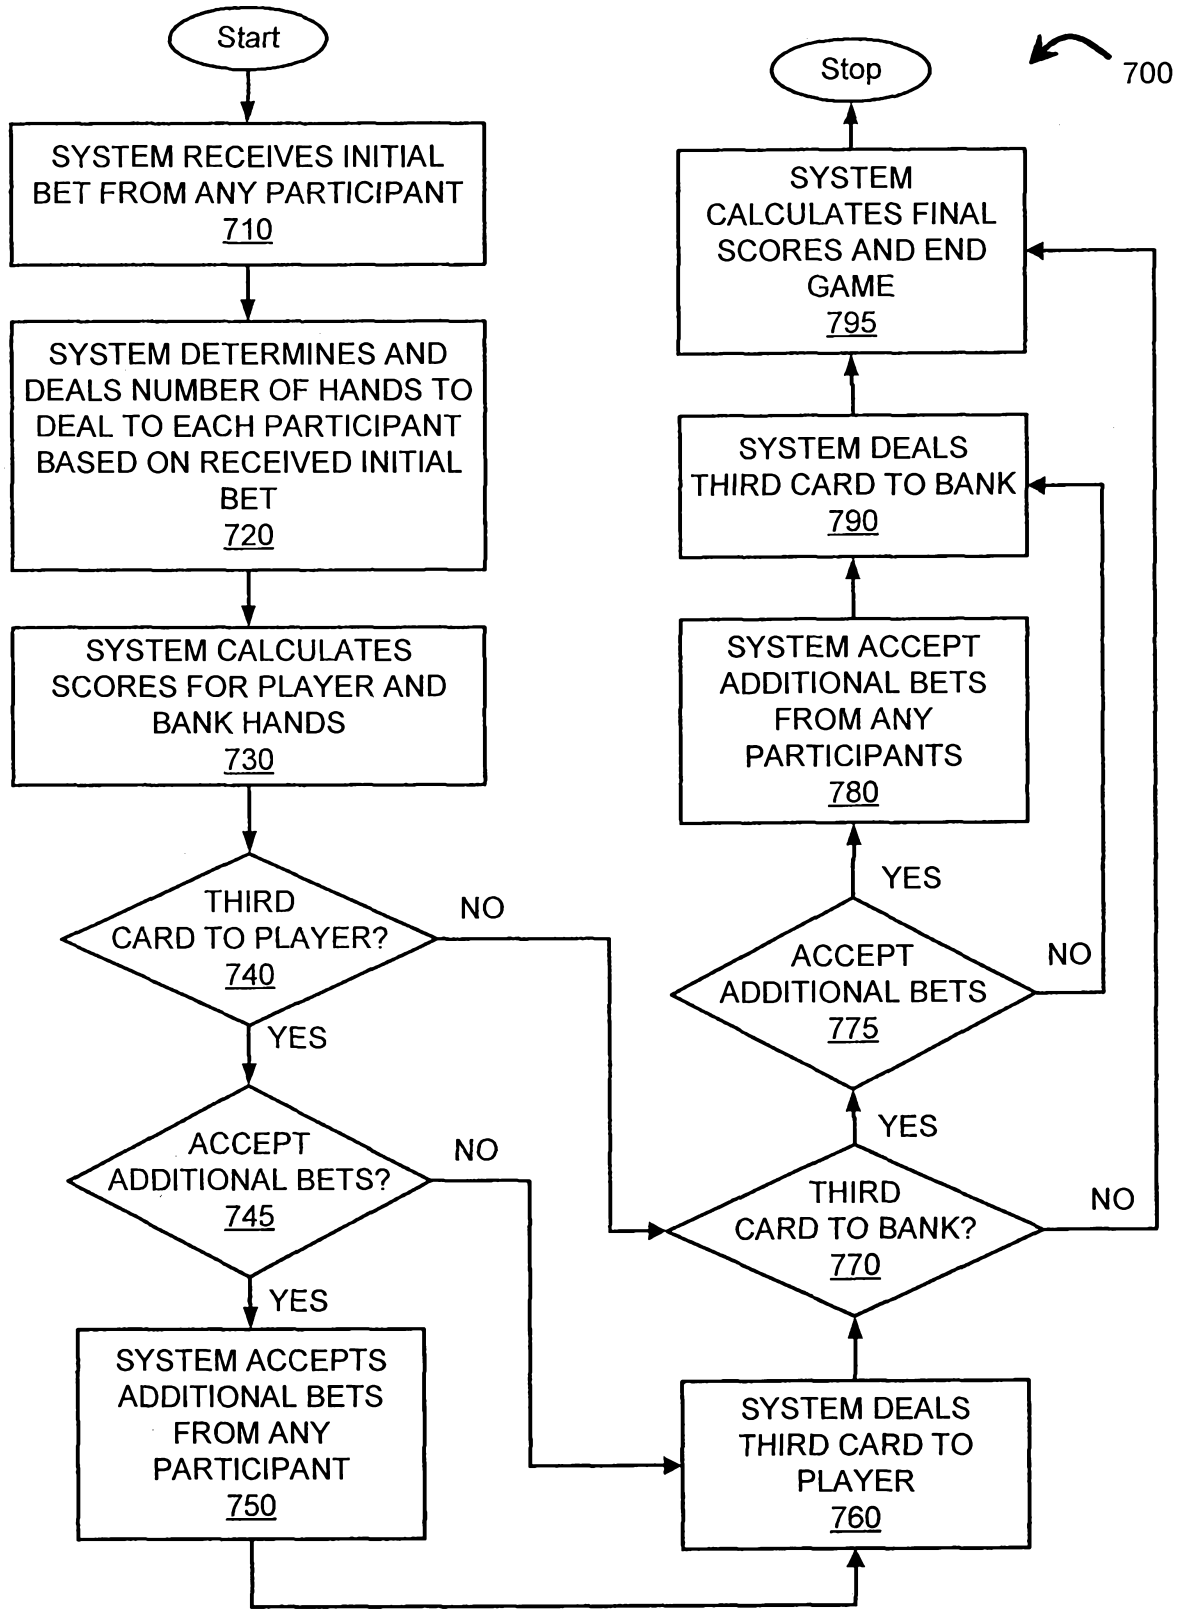 Start
SYSTEM RECEIVES INITIAL
BET FROM ANY PARTICIPANT
710
SYSTEM DETERMINES AND
DEALS NUMBER OF HANDS TO
DEAL TO EACH PARTICIPANT
BASED ON RECEIVED INITIAL
BET
720
SYSTEM CALCULATES
SCORES FOR PLAYER AND
BANK HANDS
730
THIRD
CARD TO PLAYER?
740
NO
YES
ACCEPT
ADDITIONAL BETS?
745
NO
YES
SYSTEM ACCEPTS
ADDITIONAL BETS
FROM ANY
PARTICIPANT
750
SYSTEM DEALS
THIRD CARD TO
PLAYER
760
THIRD
CARD TO BANK?
770
NO
YES
ACCEPT
ADDITIONAL BETS
775
NO
YES
SYSTEM ACCEPT
ADDITIONAL BETS
FROM ANY
PARTICIPANTS
780
SYSTEM DEALS
THIRD CARD TO BANK
790
SYSTEM
CALCULATES FINAL
SCORES AND END
GAME
795
Stop
700